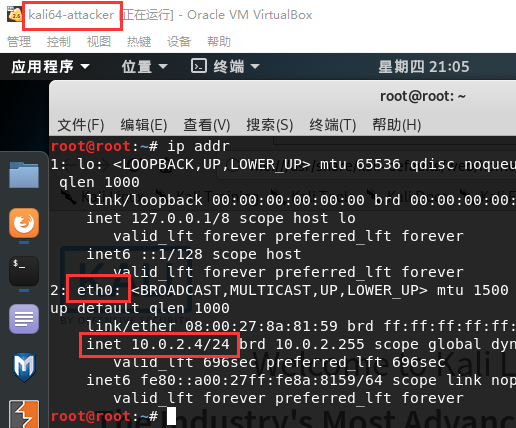 kali64-attacker [正在运行] - Oracle VM VirtualBox
管理 控制 视图 热键 设备 帮助
应用程序 位置 终端 星期四 21:05
root@root: ~
文件(F) 编辑(E) 查看(V) 搜索(S) 终端(T) 帮助(H)
root@root:~# ip addr
1: lo: <LOOPBACK,UP,LOWER_UP> mtu 65536 qdisc noqueu
qlen 1000
link/loopback 00:00:00:00:00:00 brd 00:00:00:00:
inet 127.0.0.1/8 scope host lo
valid_lft forever preferred_lft forever
inet6 ::1/128 scope host
valid_lft forever preferred_lft forever
2: eth0: <BROADCAST,MULTICAST,UP,LOWER_UP> mtu 1500
up default qlen 1000
link/ether 08:00:27:8a:81:59 brd ff:ff:ff:ff:ff:
inet 10.0.2.4/24 brd 10.0.2.255 scope global dyn
valid_lft 696sec preferred_lft 696sec
inet6 fe80::a00:27ff:fe8a:8159/64 scope link nop
valid_lft forever preferred_lft forever
root@root:~#
Welcome to Kali L
The Industry's Most Advanc